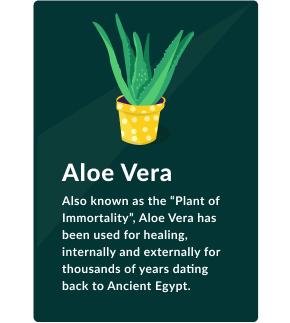 Aloe Vera
Also known as the “Plant of
Immortality”, Aloe Vera has
been used for healing,
internally and externally for
thousands of years dating
back to Ancient Egypt.